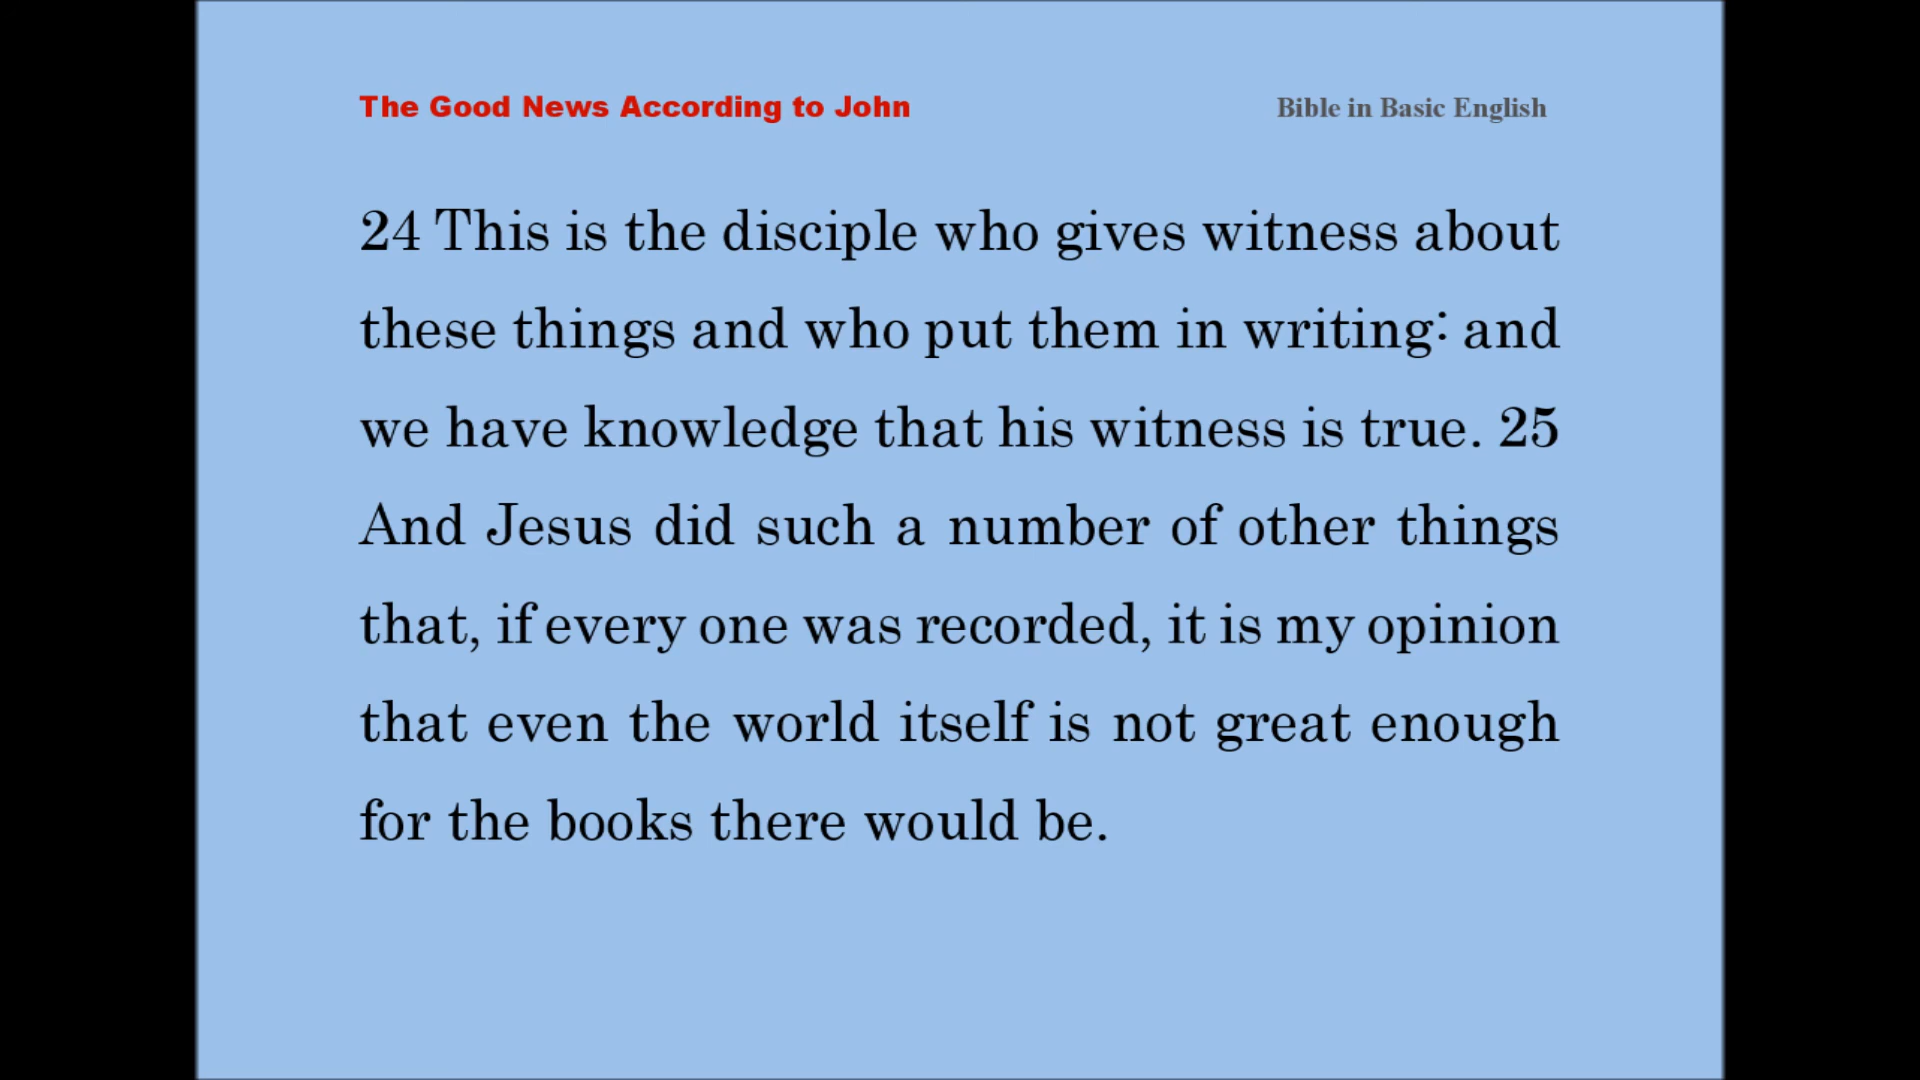 The Good News According to John
Bible in Basic English
24 This is the disciple who gives witness about
these things and who put them in writing: and
we have knowledge that his witness is true. 25
And Jesus did such a number of other things
that, if every one was recorded, it is my opinion
that even the world itself is not great enough
for the books there would be.